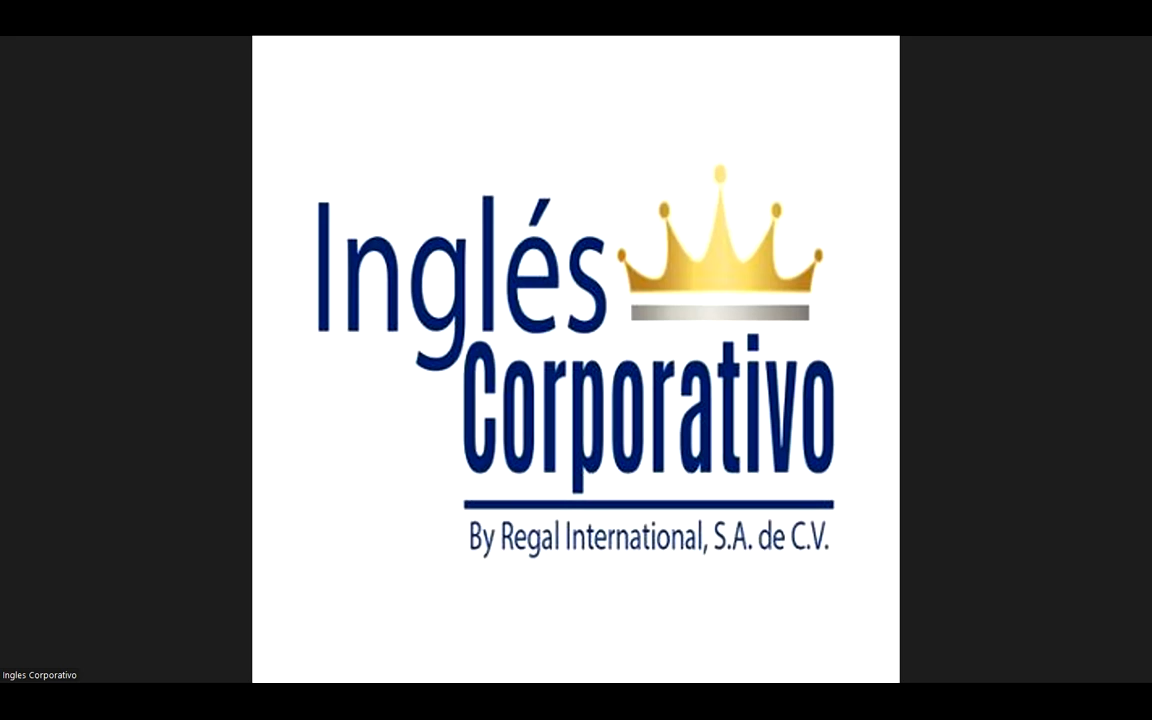 Inglés
Corporativo
By Regal International, S.A. de C.V.
Ingles Corporativo